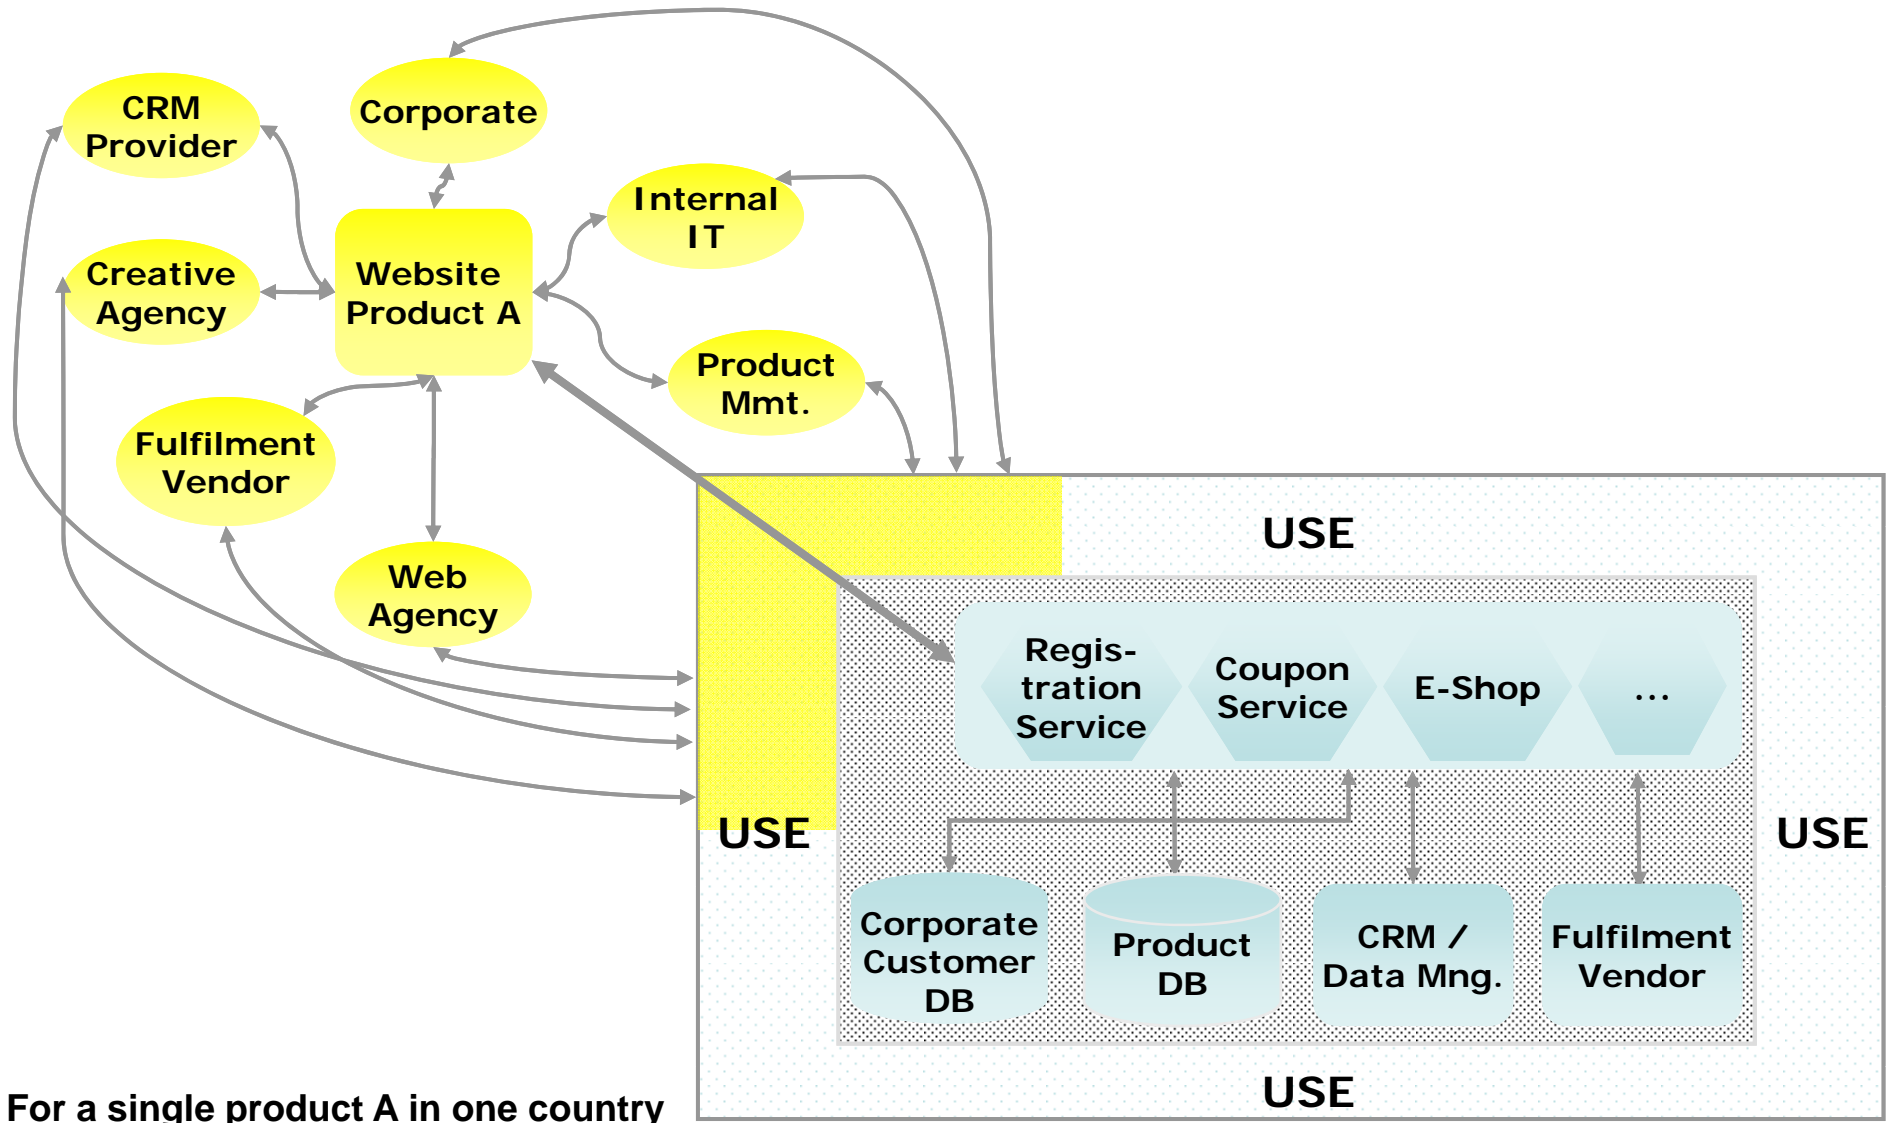 CRM
Provider
Corporate
Internal
IT
Creative
Agency
Website
Product A
Product
Mmt.
Fulfilment
Vendor
Web
Agency
USE
Regis-
tration
Service
Coupon
Service
E-Shop
...
USE
USE
Corporate
Customer
DB
Product
DB
CRM /
Data Mng.
Fulfilment
Vendor
USE
For a single product A in one country